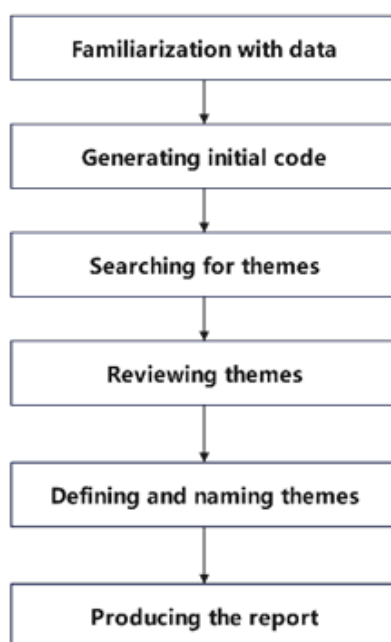 Familiarization with data
Generating initial code
Searching for themes
Reviewing themes
Defining and naming themes
Producing the report